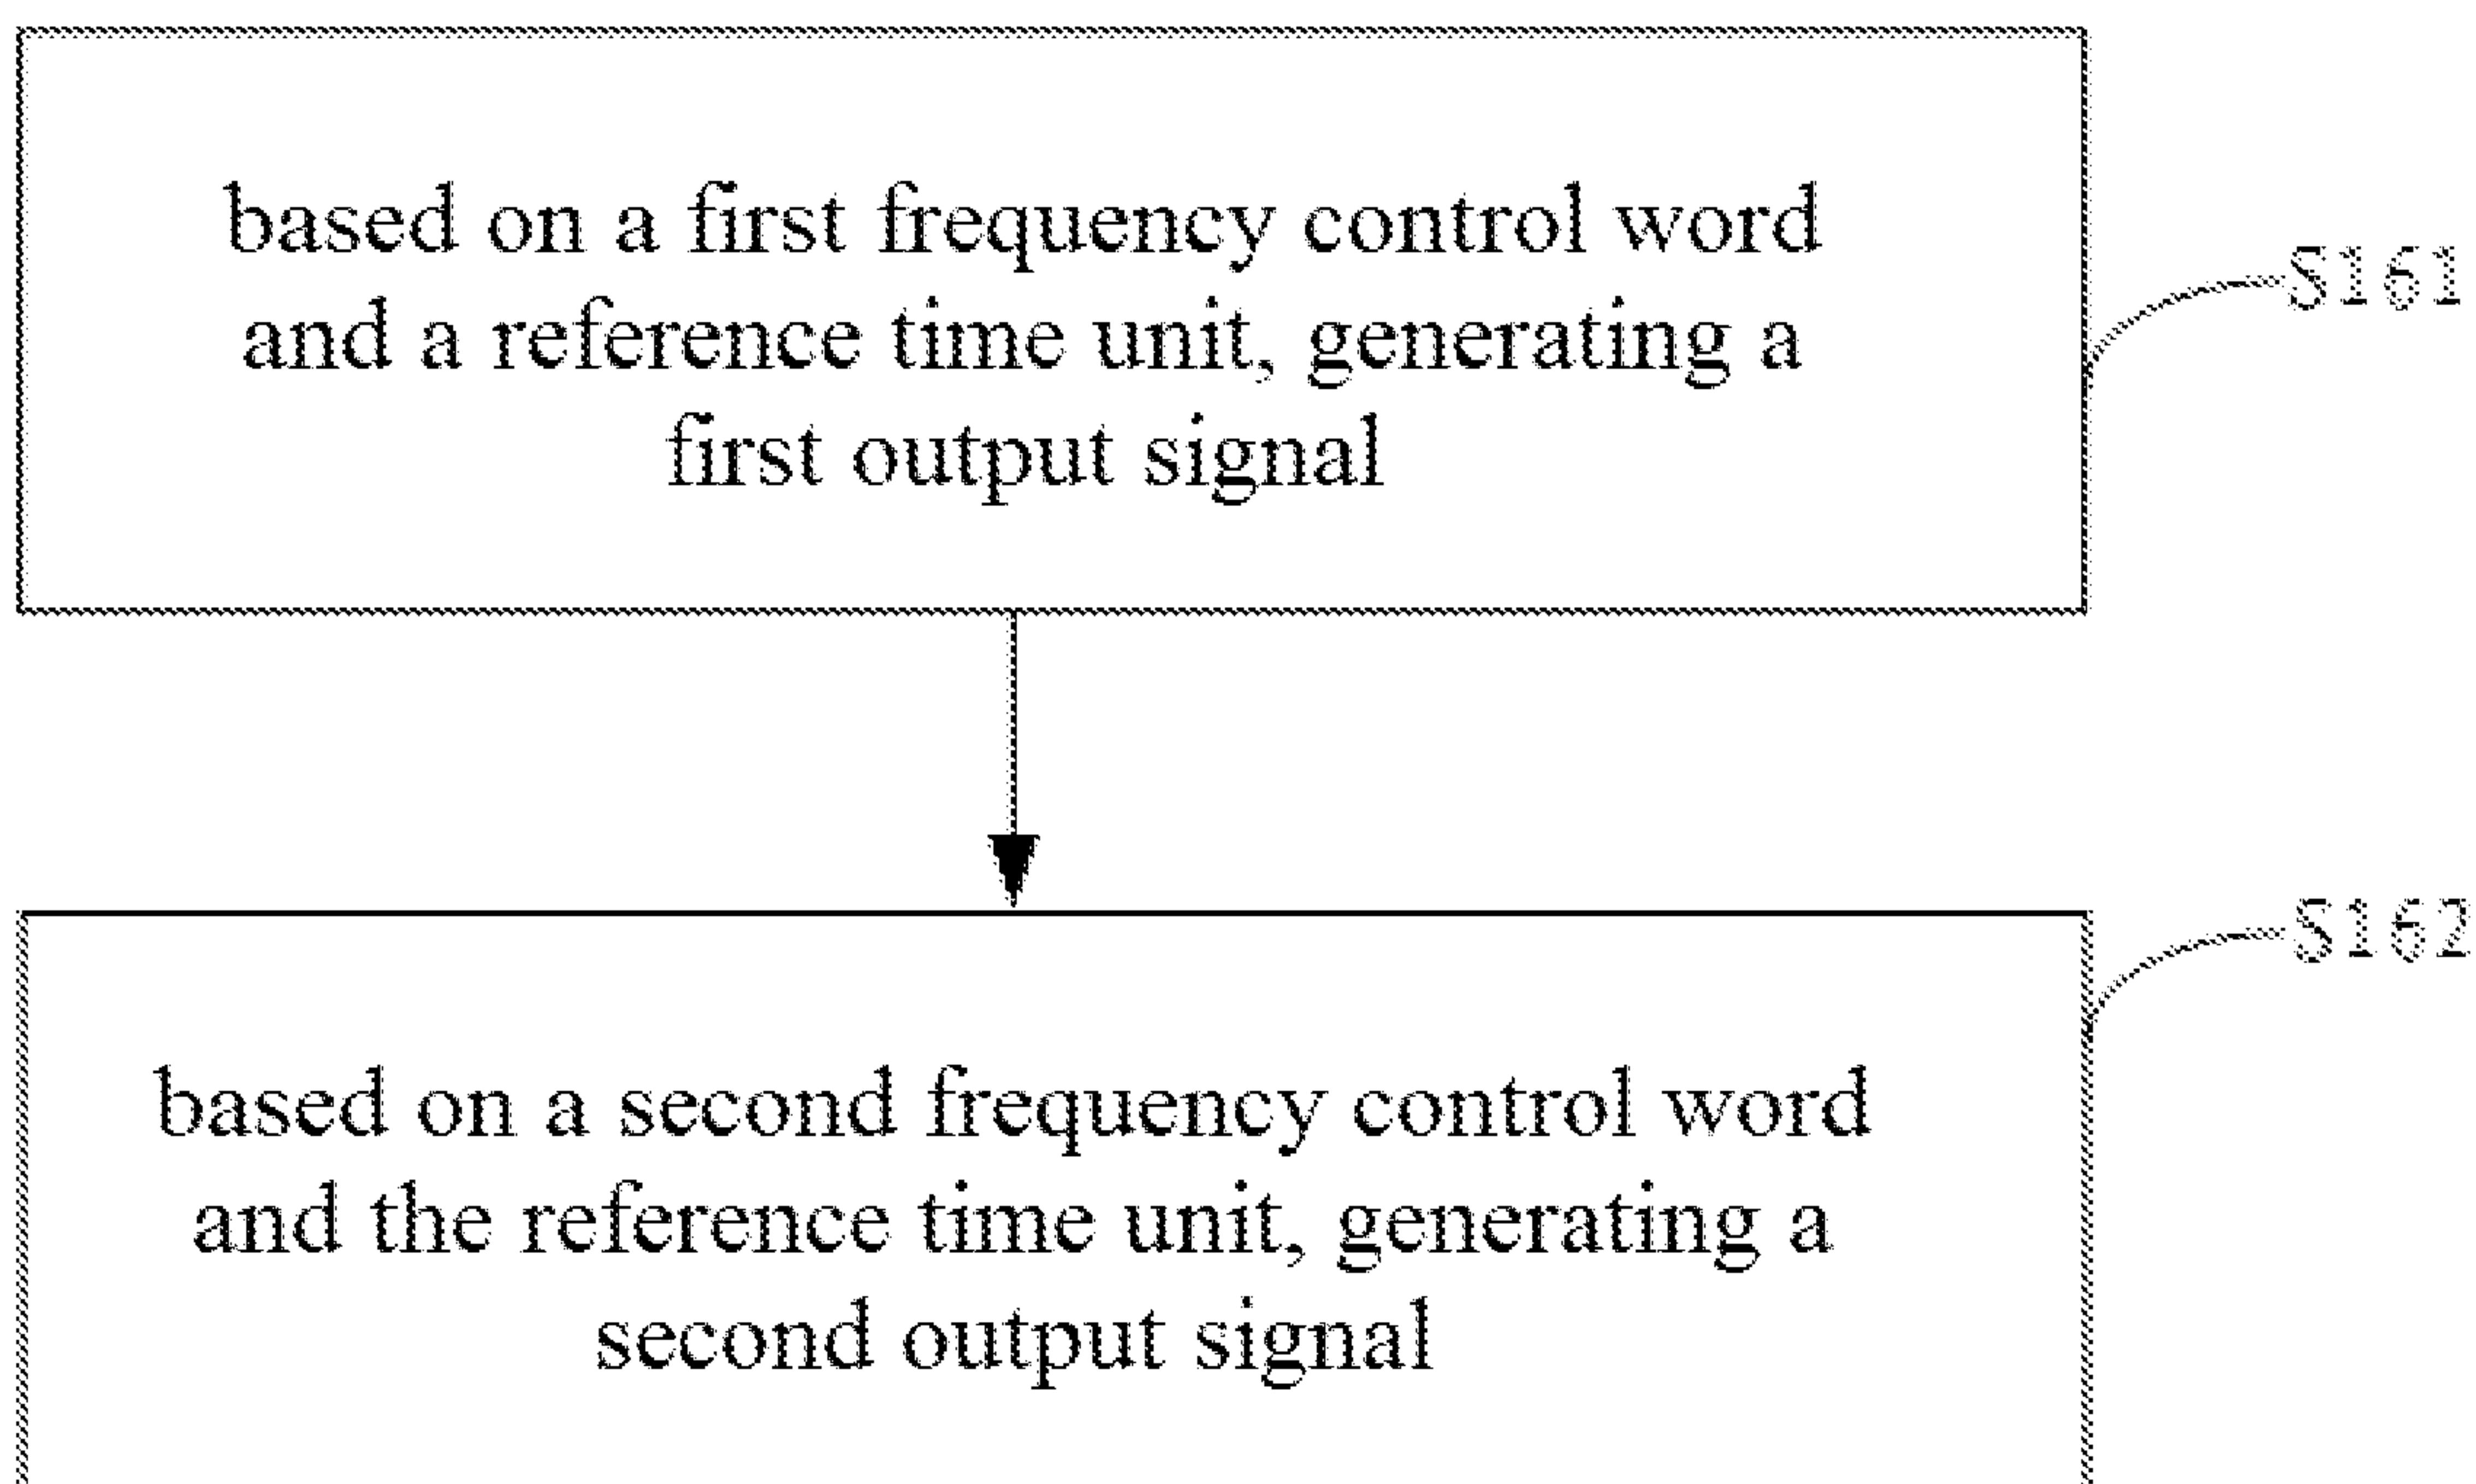 based on a first frequency control word
and a reference time unit, generating a
first output signal
S161
based on a second frequency control word
and the reference time unit, generating a
second output signal
S162